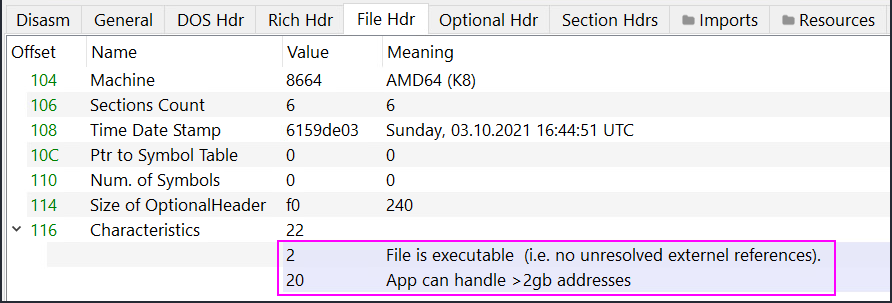 Disasm General DOS Hdr Rich Hdr File Hdr Optional Hdr Section Hdrs Imports Resources
Offset Name Value Meaning
104 Machine 8664 AMD64 (K8)
106 Sections Count 6 6
108 Time Date Stamp 6159de03 Sunday, 03.10.2021 16:44:51 UTC
10C Ptr to Symbol Table 0 0
110 Num. of Symbols 0 0
114 Size of OptionalHeader f0 240
116 Characteristics 22
2 File is executable (i.e. no unresolved externel references).
20 App can handle >2gb addresses